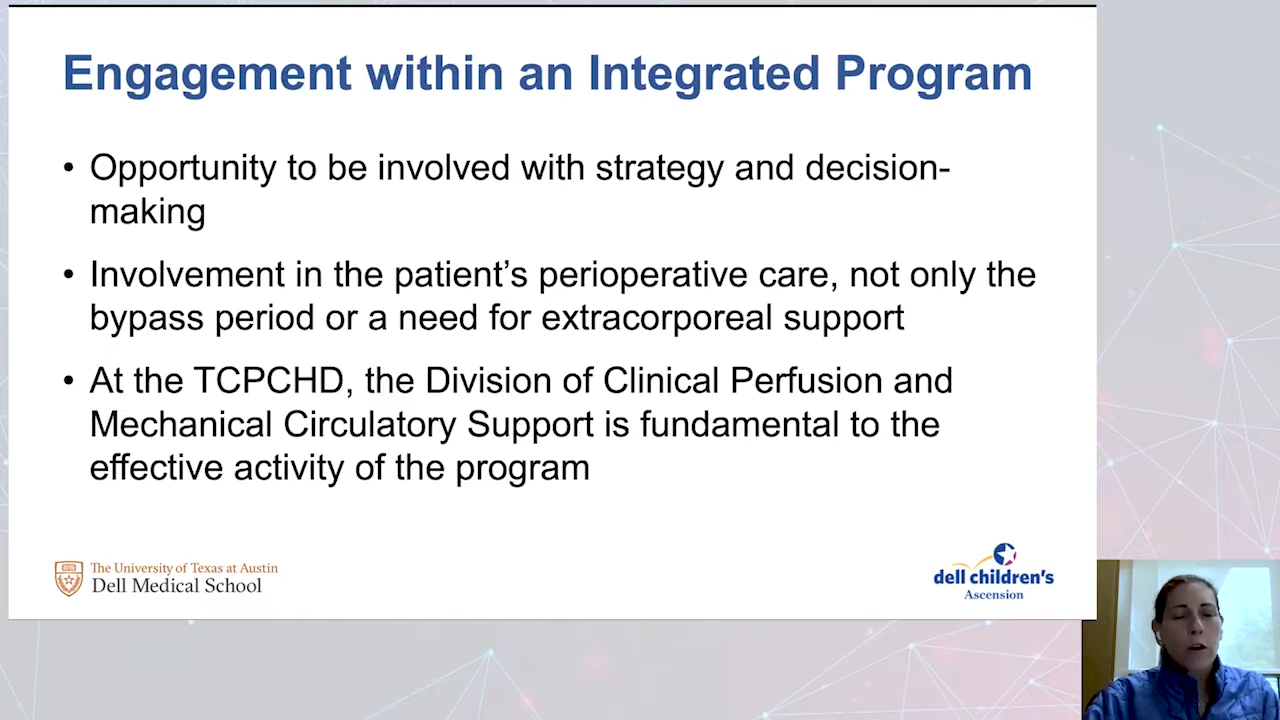 Engagement within an Integrated Program
• Opportunity to be involved with strategy and decision-
making
• Involvement in the patient’s perioperative care, not only the
bypass period or a need for extracorporeal support
• At the TCPCHD, the Division of Clinical Perfusion and
Mechanical Circulatory Support is fundamental to the
effective activity of the program
The University of Texas at Austin
Dell Medical School
dell children's
Ascension